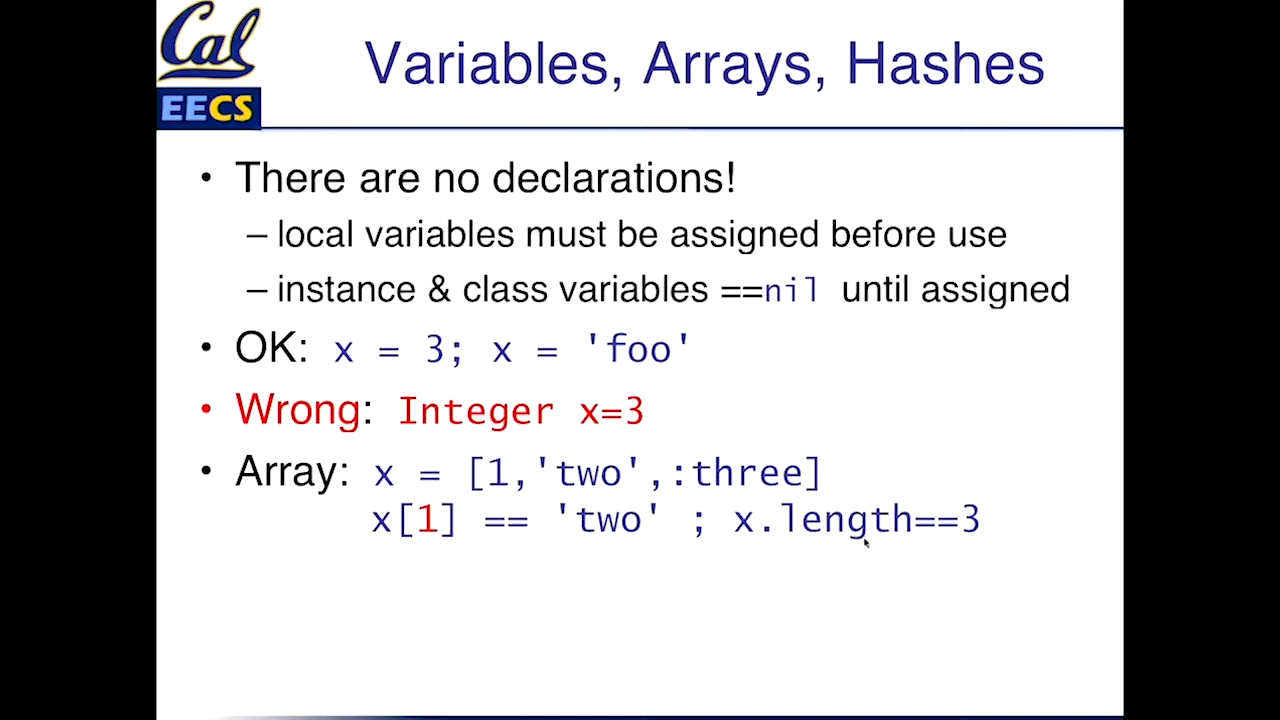 Cal
EECS
Variables, Arrays, Hashes
• There are no declarations!
– local variables must be assigned before use
– instance & class variables ==nil until assigned
• OK: x = 3; x = 'foo'
• Wrong: Integer x=3
• Array: x = [1,'two',:three]
x[1] == 'two' ; x.length==3